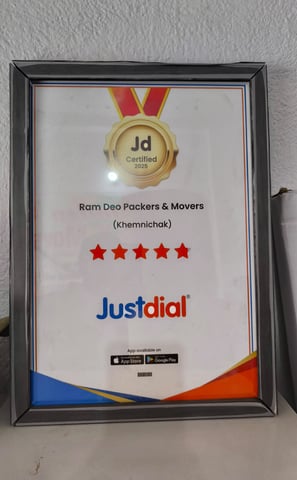 Jd
Certified
2025
Ram Deo Packers & Movers
(Khemnichak)
Justdial
App available on
App Store
Google Play